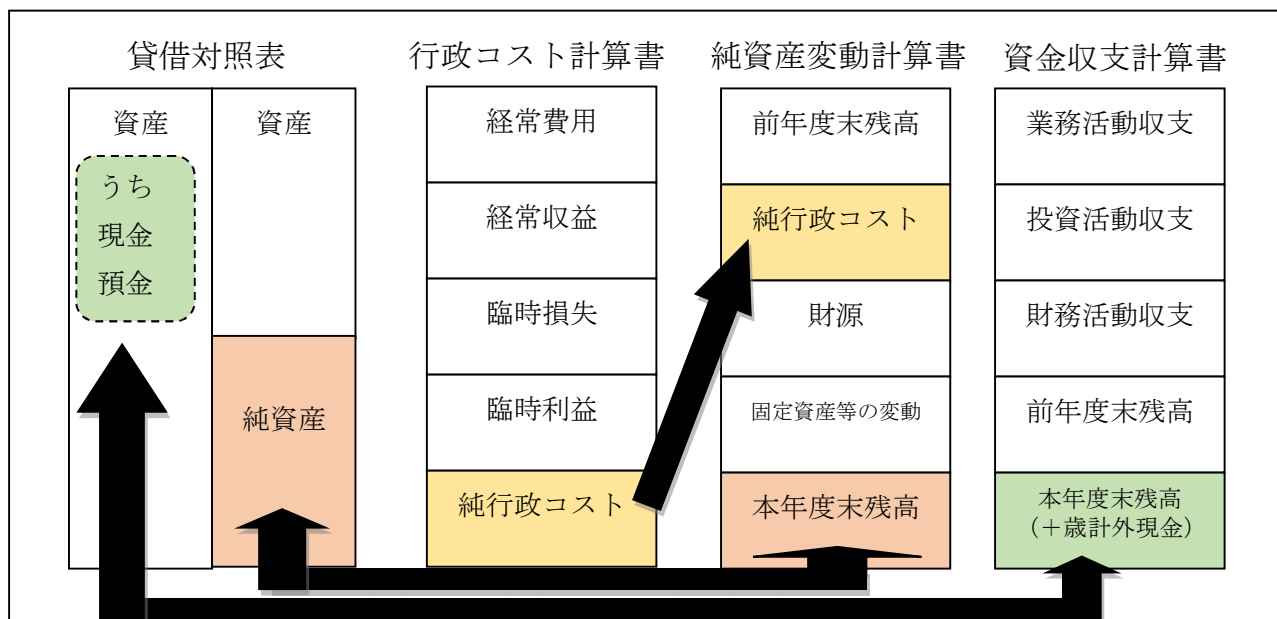 貸借対照表
資産
うち
現金
預金
資産
純資産
行政コスト計算書
経常費用
経常収益
臨時損失
臨時利益
純行政コスト
純資産変動計算書
前年度末残高
純行政コスト
財源
固定資産等の変動
本年度末残高
資金収支計算書
業務活動収支
投資活動収支
財務活動収支
前年度末残高
本年度末残高
（＋歳計外現金）